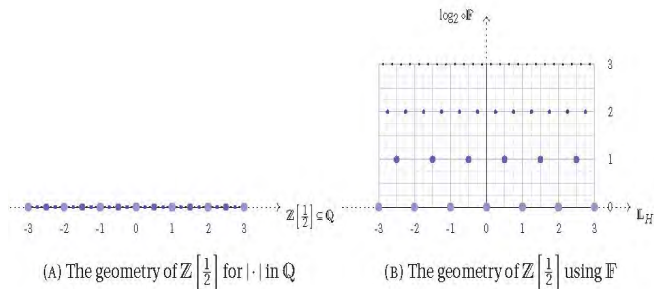 log₂ ∘𝔽
3
2
1
0
ℤ[1/2] ⊆ ℚ
𝕃_H
-3 -2 -1 0 1 2 3
-3 -2 -1 0 1 2 3
(A) The geometry of ℤ[1/2] for |·| in ℚ
(B) The geometry of ℤ[1/2] using 𝔽